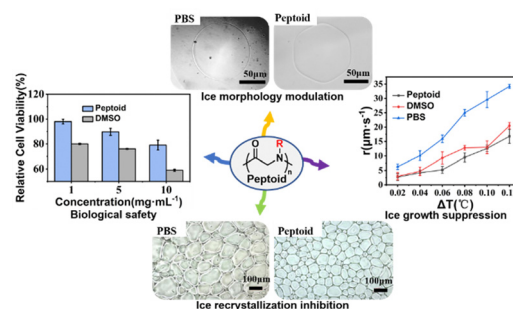 PBS
Peptoid
50μm
50μm
Ice morphology modulation
Relative Cell Viability(%)
100
80
60
Peptoid
DMSO
1
5
10
Concentration(mg·mL⁻¹)
Biological safety
O
R
N
n
Peptoid
r(μm·s⁻¹)
35
30
25
20
15
10
5
0
Peptoid
DMSO
PBS
0.02 0.04 0.06 0.08 0.10
ΔT(℃)
Ice growth suppression
PBS
Peptoid
100μm
100μm
Ice recrystallization inhibition